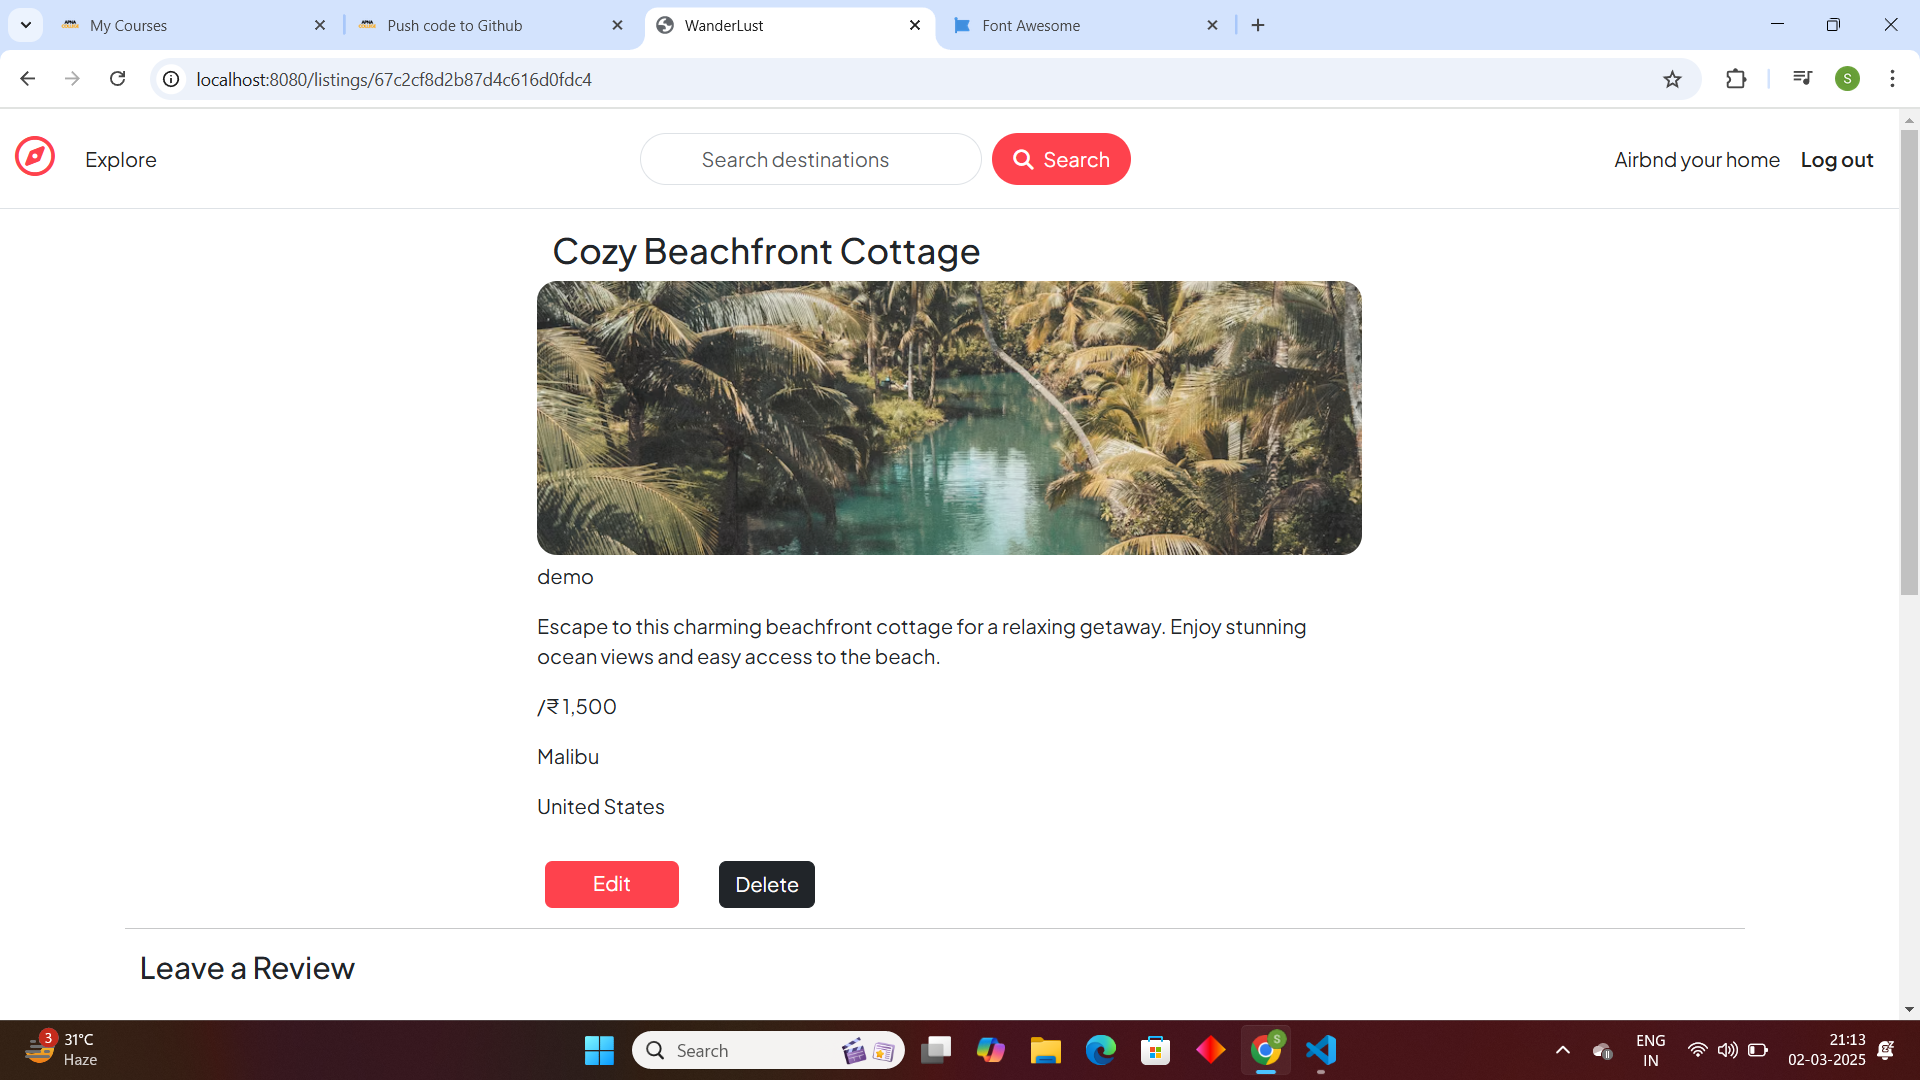 My Courses
Push code to Github
WanderLust
Font Awesome
localhost:8080/listings/67c2cf8d2b87d4c616d0fdc4
S
Explore
Search destinations
Search
Airbnd your home
Log out
Cozy Beachfront Cottage
demo
Escape to this charming beachfront cottage for a relaxing getaway. Enjoy stunning
ocean views and easy access to the beach.
/₹ 1,500
Malibu
United States
Edit
Delete
Leave a Review
3
31°C
Haze
Search
S
ENG
IN
21:13
02-03-2025